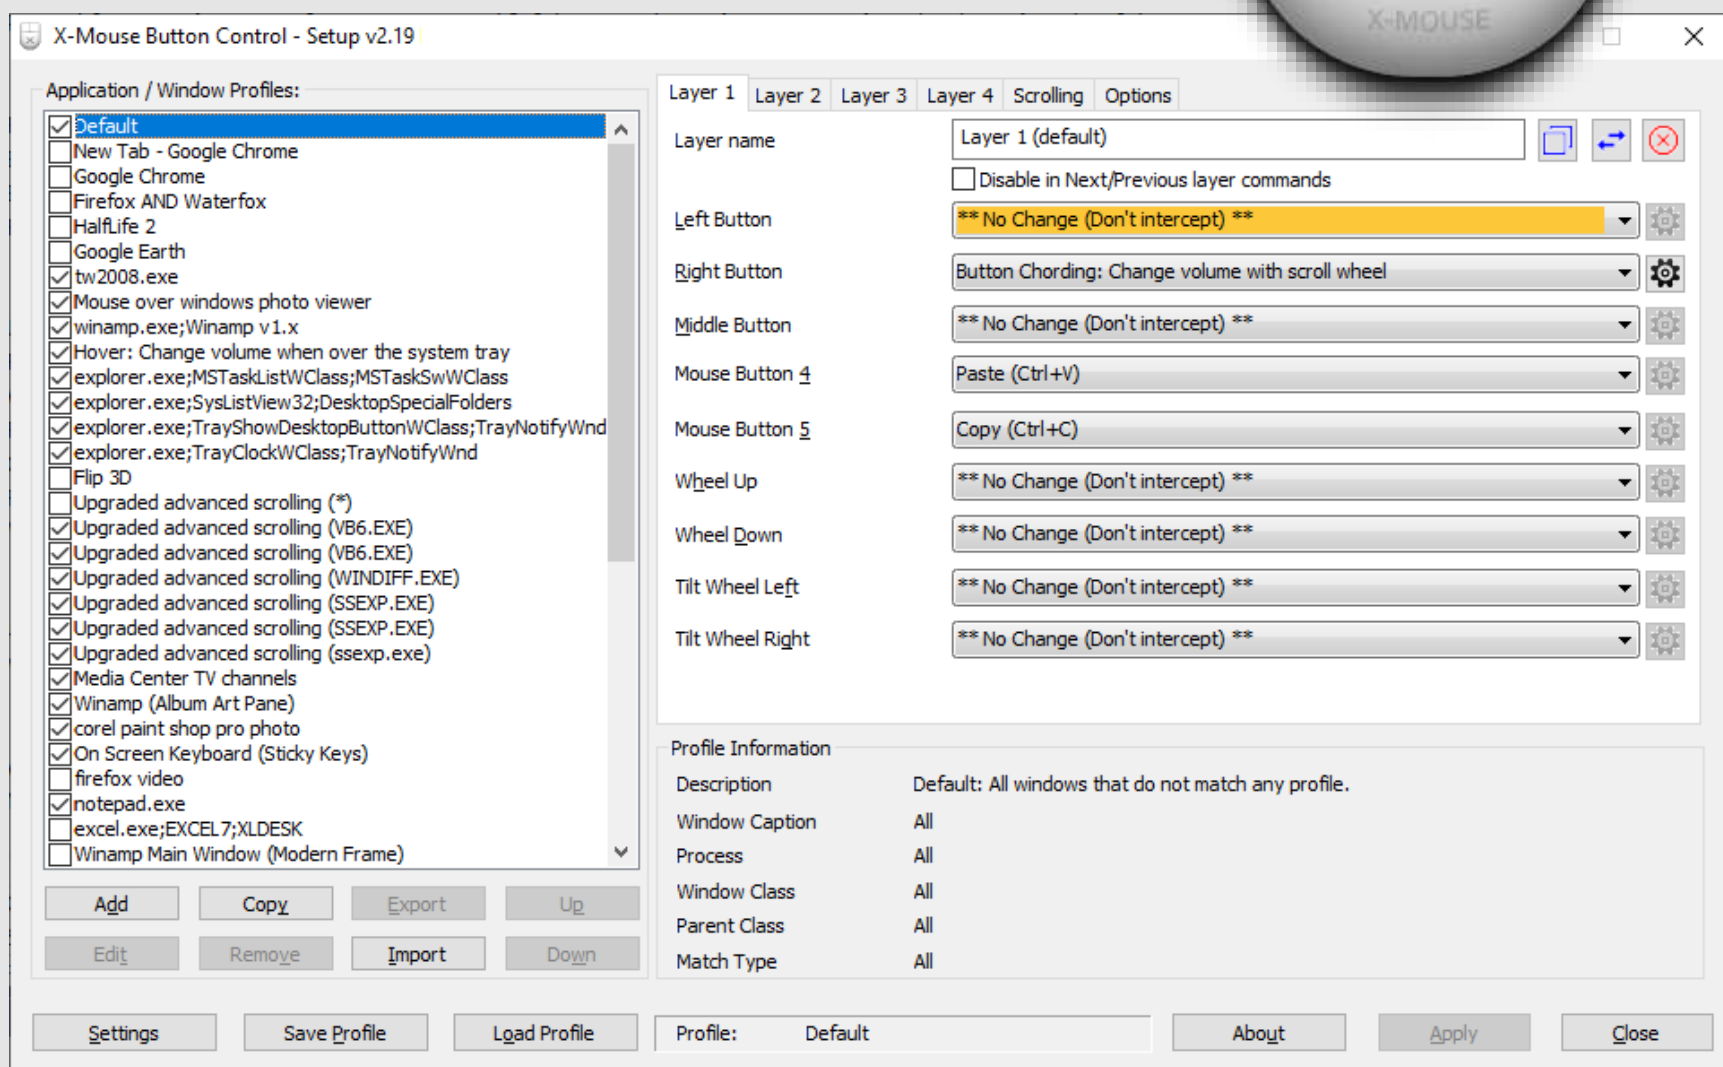 X-MOUSE
X-Mouse Button Control - Setup v2.19
Application / Window Profiles:
Default
New Tab - Google Chrome
Google Chrome
Firefox AND Waterfox
HalfLife 2
Google Earth
tw2008.exe
Mouse over windows photo viewer
winamp.exe;Winamp v1.x
Hover: Change volume when over the system tray
explorer.exe;MSTaskListWClass;MSTaskSwWClass
explorer.exe;SysListView32;DesktopSpecialFolders
explorer.exe;TrayShowDesktopButtonWClass;TrayNotifyWnd
explorer.exe;TrayClockWClass;TrayNotifyWnd
Flip 3D
Upgraded advanced scrolling (*)
Upgraded advanced scrolling (VB6.EXE)
Upgraded advanced scrolling (VB6.EXE)
Upgraded advanced scrolling (WINDIFF.EXE)
Upgraded advanced scrolling (SSEXP.EXE)
Upgraded advanced scrolling (SSEXP.EXE)
Upgraded advanced scrolling (ssexp.exe)
Media Center TV channels
Winamp (Album Art Pane)
corel paint shop pro photo
On Screen Keyboard (Sticky Keys)
firefox video
notepad.exe
excel.exe;EXCEL7;XLDESK
Winamp Main Window (Modern Frame)
Add Copy Export Up
Edit Remove Import Down
Layer 1 Layer 2 Layer 3 Layer 4 Scrolling Options
Layer name Layer 1 (default)
Disable in Next/Previous layer commands
Left Button ** No Change (Don't intercept) **
Right Button Button Chording: Change volume with scroll wheel
Middle Button ** No Change (Don't intercept) **
Mouse Button 4 Paste (Ctrl+V)
Mouse Button 5 Copy (Ctrl+C)
Wheel Up ** No Change (Don't intercept) **
Wheel Down ** No Change (Don't intercept) **
Tilt Wheel Left ** No Change (Don't intercept) **
Tilt Wheel Right ** No Change (Don't intercept) **
Profile Information
Description Default: All windows that do not match any profile.
Window Caption All
Process All
Window Class All
Parent Class All
Match Type All
Settings Save Profile Load Profile Profile: Default About Apply Close